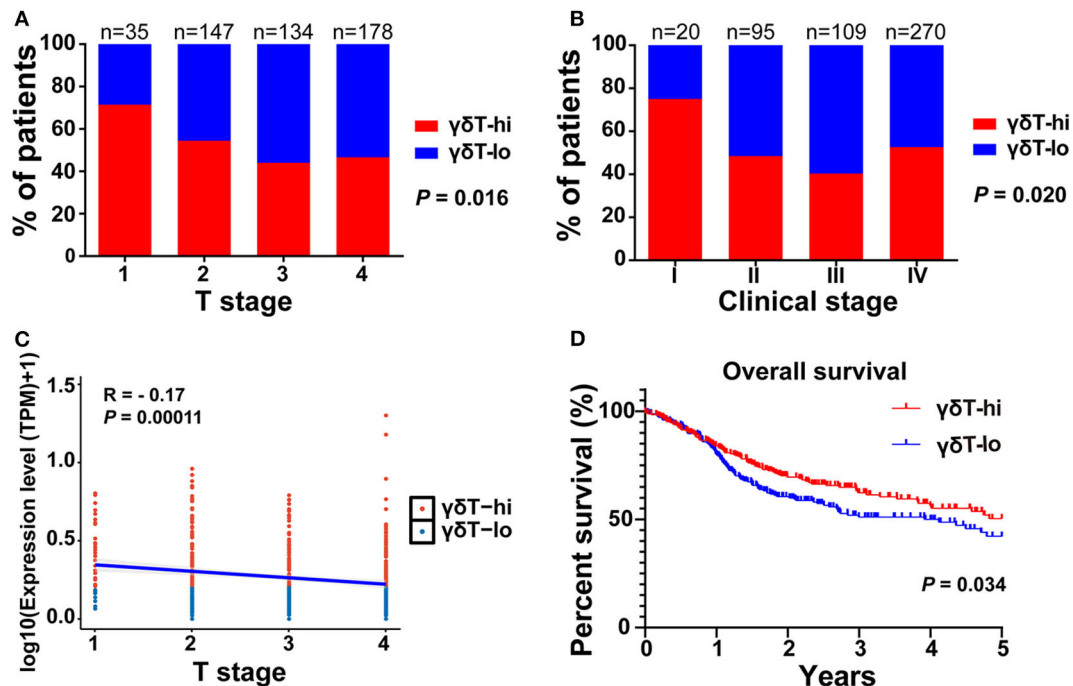 A
n=35 n=147 n=134 n=178
% of patients
100
80
60
40
20
0
1 2 3 4
T stage
γδT-hi
γδT-lo
P = 0.016
B
n=20 n=95 n=109 n=270
% of patients
100
80
60
40
20
0
I II III IV
Clinical stage
γδT-hi
γδT-lo
P = 0.020
C
log10(Expression level (TPM)+1)
1.5
1.0
0.5
0.0
R = - 0.17
P = 0.00011
1 2 3 4
T stage
γδT-hi
γδT-lo
D
Overall survival
Percent survival (%)
100
50
0
γδT-hi
γδT-lo
P = 0.034
0 1 2 3 4 5
Years